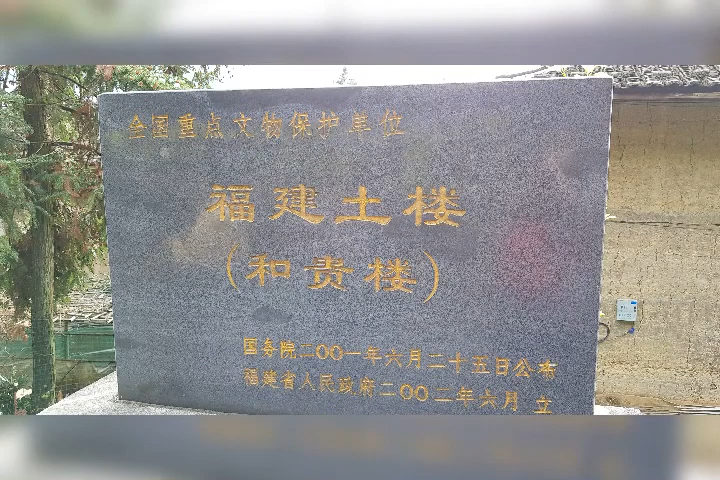 全国重点文物保护单位
福建土楼
(和贵楼)
国务院二〇〇一年六月二十五日公布
福建省人民政府二〇〇二年六月 立